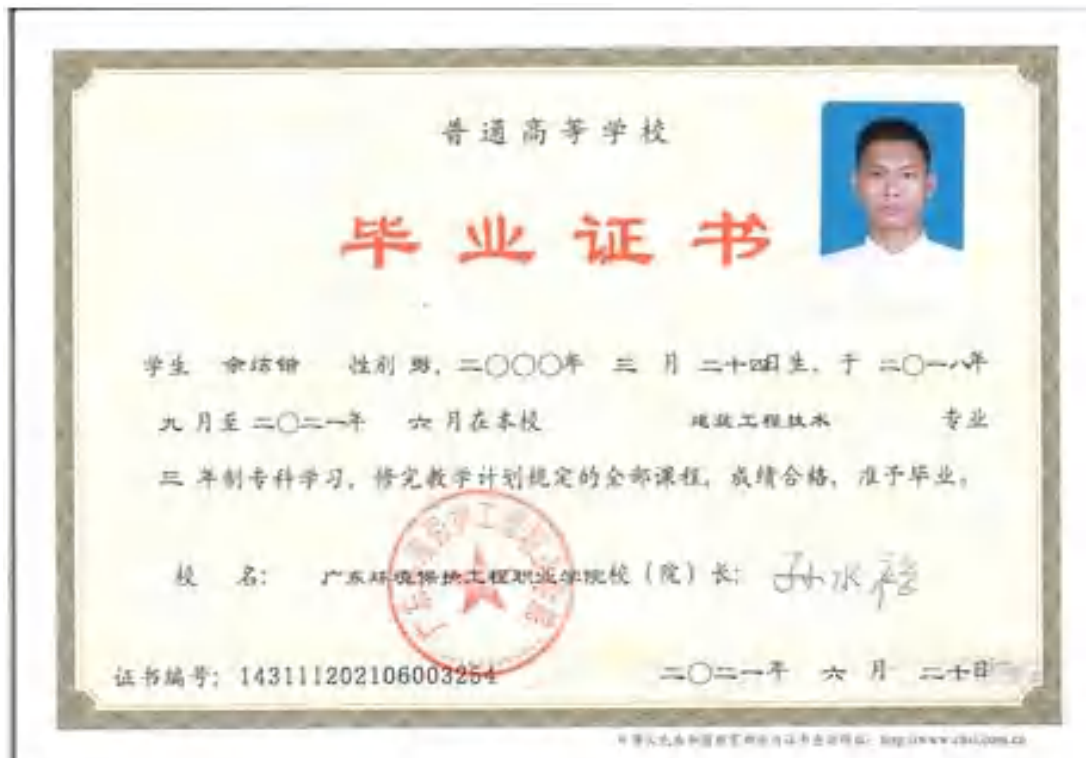 普通高等学校
毕业证书
学生 性别 男，二〇〇〇年 三 月 二十四日生，于 二〇一八年
九 月至 二〇二一年 六 月在本校 建筑工程技术 专业
三 年制专科学习，修完教学计划规定的全部课程，成绩合格，准予毕业。
校 名： 广东环境保护工程职业学院 校（院）长： 孙水裕
证书编号：143111202106003254 二〇二一年 六 月 二十日